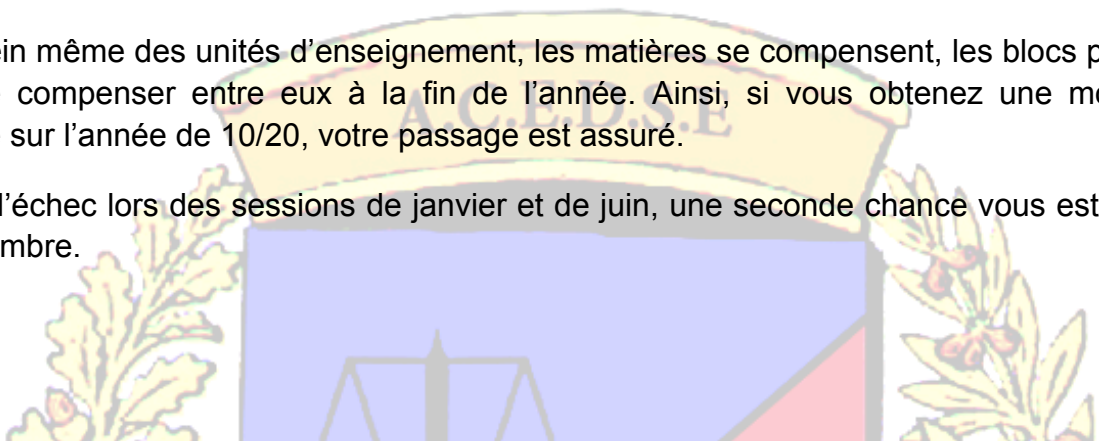 ein même des unités d’enseignement, les matières se compensent, les blocs p
compenser entre eux à la fin de l’année. Ainsi, si vous obtenez une m
sur l’année de 10/20, votre passage est assuré.
A.C.E.D.S.E
l’échec lors des sessions de janvier et de juin, une seconde chance vous est
mbre.